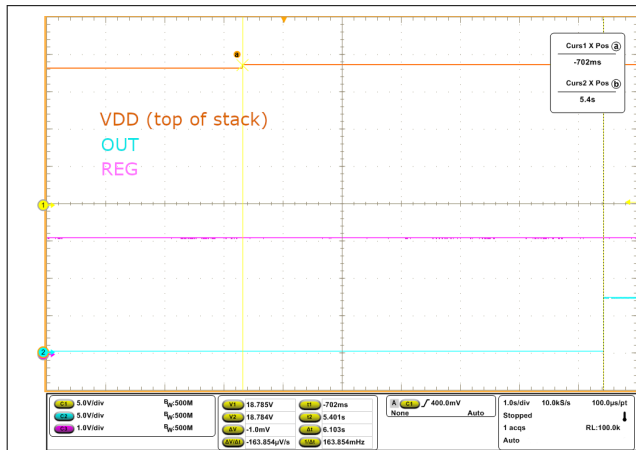 a
Curs1 X Pos a
-702ms
Curs2 X Pos b
5.4s
VDD (top of stack)
OUT
REG
1
2
C1 5.0V/div BW:500M
C2 5.0V/div BW:500M
C3 1.0V/div BW:500M
V1 18.785V t1 -702ms
V2 18.784V t2 5.401s
ΔV -1.0mV Δt 6.103s
ΔV/Δt -163.854µV/s 1/Δt 163.854mHz
A C1 400.0mV
None Auto
1.0s/div 10.0kS/s 100.0µs/pt
Stopped
1 acqs RL:100.0k
Auto